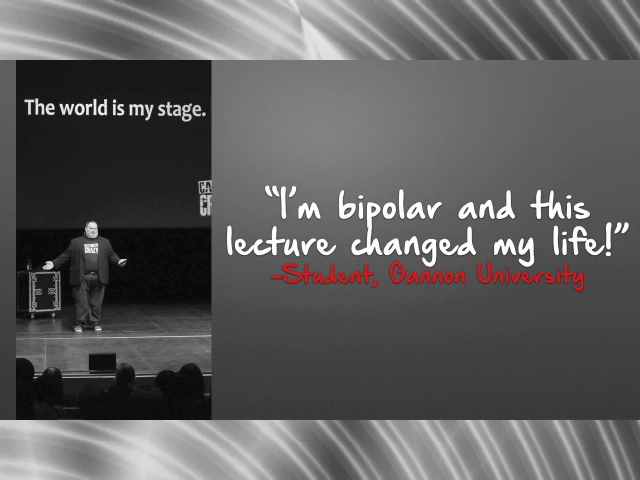 The world is my stage.
"I'm bipolar and this
lecture changed my life!"
-Student, Gannon University